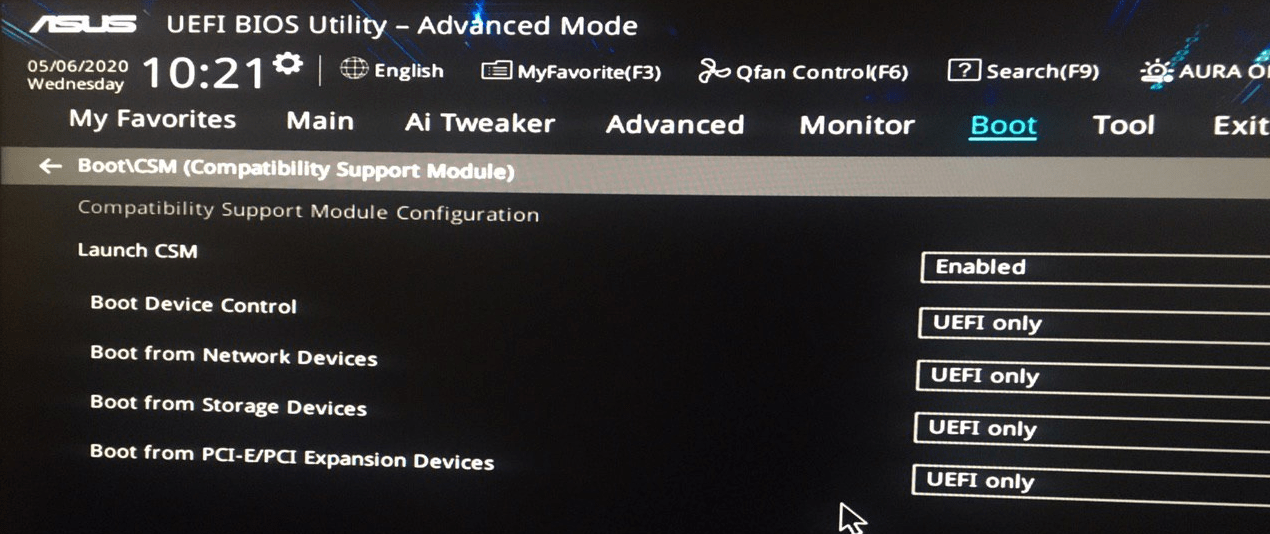 ASUS UEFI BIOS Utility – Advanced Mode
05/06/2020
Wednesday
10:21
English
MyFavorite(F3)
Qfan Control(F6)
? Search(F9)
AURA
My Favorites Main Ai Tweaker Advanced Monitor Boot Tool Exit
← Boot\CSM (Compatibility Support Module)
Compatibility Support Module Configuration
Launch CSM Enabled
Boot Device Control UEFI only
Boot from Network Devices UEFI only
Boot from Storage Devices UEFI only
Boot from PCI-E/PCI Expansion Devices UEFI only